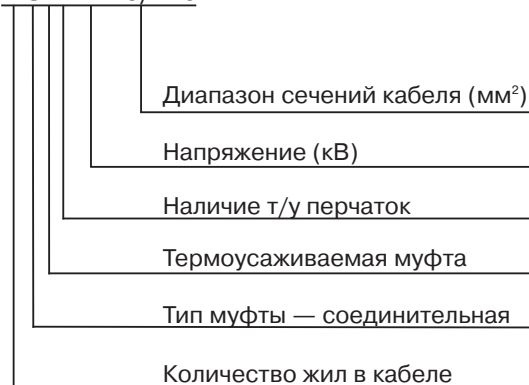 Диапазон сечений кабеля (мм²)
Напряжение (кВ)
Наличие т/у перчаток
Термоусаживаемая муфта
Тип муфты — соединительная
Количество жил в кабеле